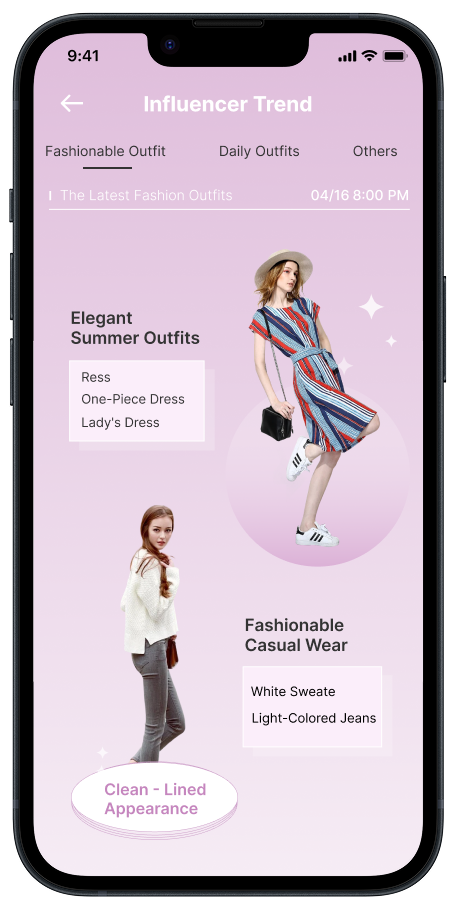 9:41
Influencer Trend
Fashionable Outfit Daily Outfits Others
The Latest Fashion Outfits 04/16 8:00 PM
Elegant
Summer Outfits
Ress
One-Piece Dress
Lady's Dress
Fashionable
Casual Wear
White Sweate
Light-Colored Jeans
Clean - Lined
Appearance